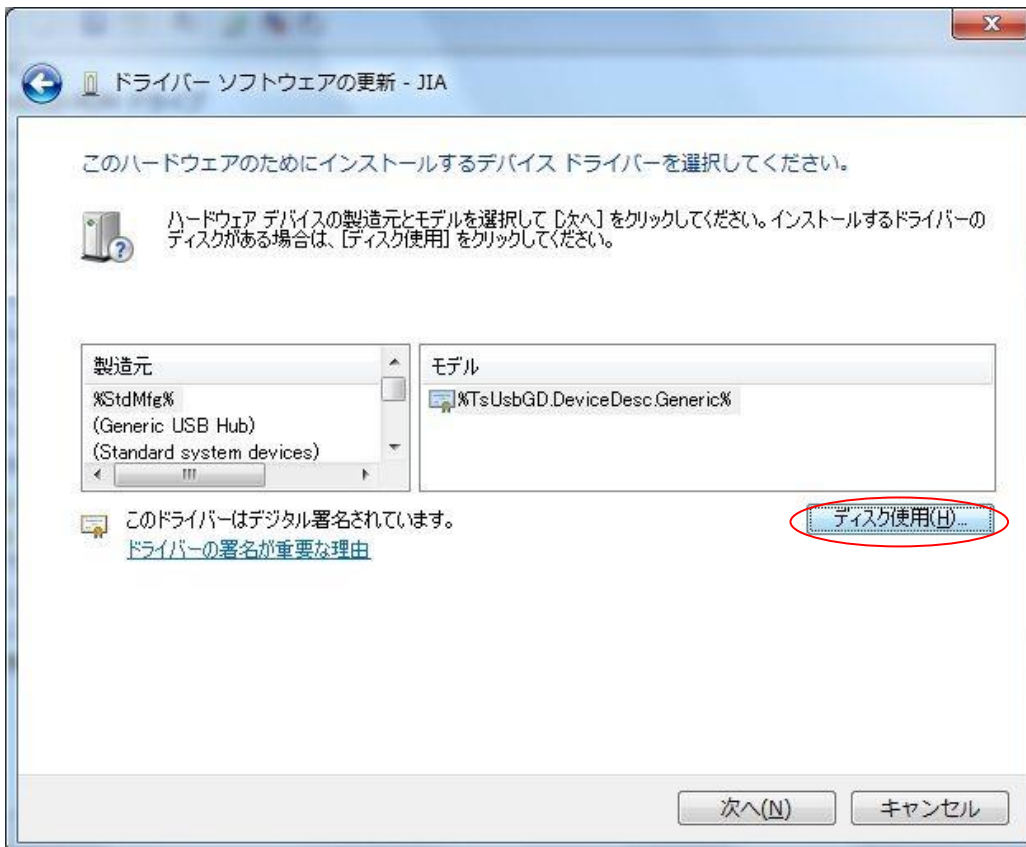 ドライバー ソフトウェアの更新 - JIA
このハードウェアのためにインストールするデバイス ドライバーを選択してください。
ハードウェア デバイスの製造元とモデルを選択して [次へ] をクリックしてください。インストールするドライバーの
ディスクがある場合は、[ディスク使用] をクリックしてください。
製造元
モデル
%StdMfg%
%TsUsbGD.DeviceDesc.Generic%
(Generic USB Hub)
(Standard system devices)
このドライバーはデジタル署名されています。
ディスク使用(H)...
ドライバーの署名が重要な理由
次へ(N)
キャンセル